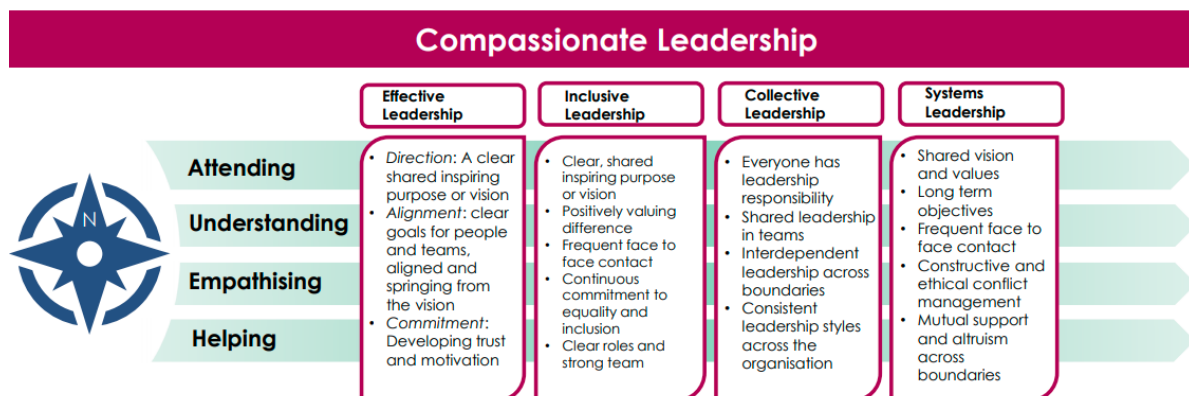 Compassionate Leadership
Effective
Leadership
Inclusive
Leadership
Collective
Leadership
Systems
Leadership
N
Attending
Understanding
Empathising
Helping
• Direction: A clear
shared inspiring
purpose or vision
• Alignment: clear
goals for people
and teams,
aligned and
springing from
the vision
• Commitment:
Developing trust
and motivation
• Clear, shared
inspiring purpose
or vision
• Positively valuing
difference
• Frequent face to
face contact
• Continuous
commitment to
equality and
inclusion
• Clear roles and
strong team
• Everyone has
leadership
responsibility
• Shared leadership
in teams
• Interdependent
leadership across
boundaries
• Consistent
leadership styles
across the
organisation
• Shared vision
and values
• Long term
objectives
• Frequent face to
face contact
• Constructive and
ethical conflict
management
• Mutual support
and altruism
across
boundaries